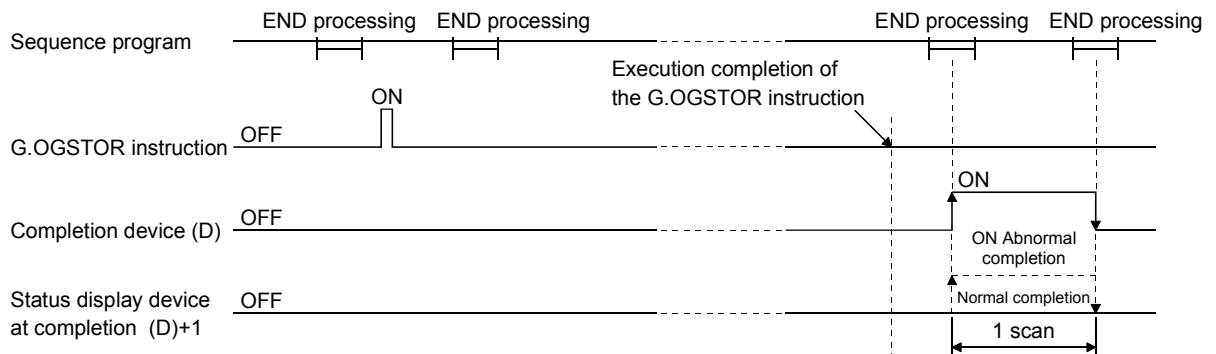 END processing
END processing
END processing
END processing
Sequence program
Execution completion of
the G.OGSTOR instruction
ON
OFF
G.OGSTOR instruction
ON
OFF
Completion device (D)
ON Abnormal
completion
OFF
Status display device
at completion (D)+1
Normal completion
1 scan